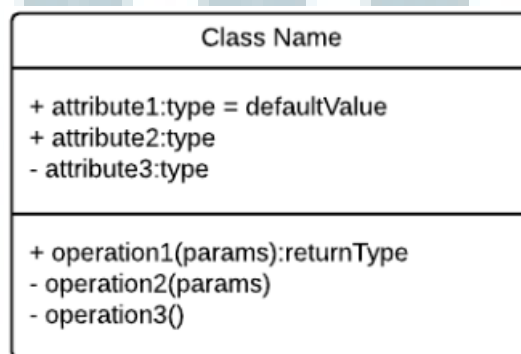 Class Name
+ attribute1:type = defaultValue
+ attribute2:type
- attribute3:type
+ operation1(params):returnType
- operation2(params)
- operation3()